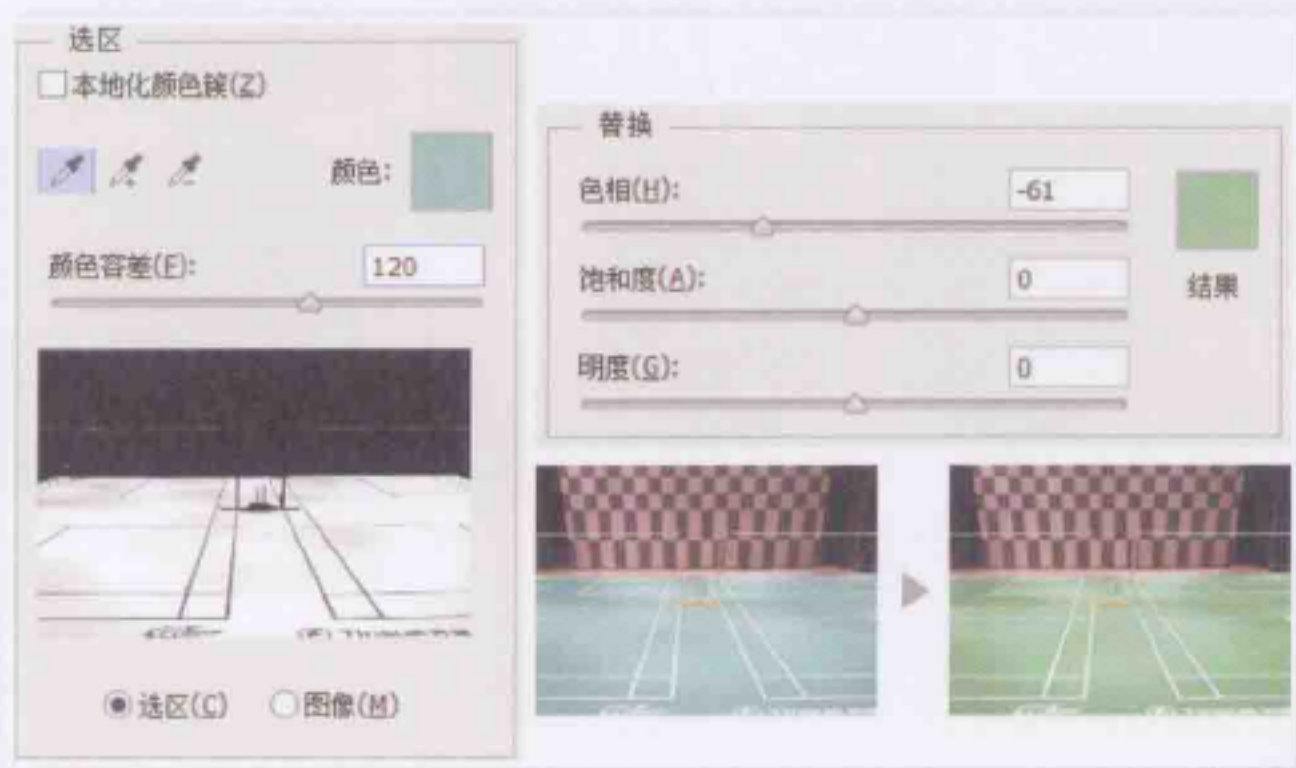 选区
本地化颜色簇(Z)
颜色:
颜色容差(F):
120
选区(C)
图像(M)
替换
色相(H):
-61
饱和度(A):
0
结果
明度(G):
0